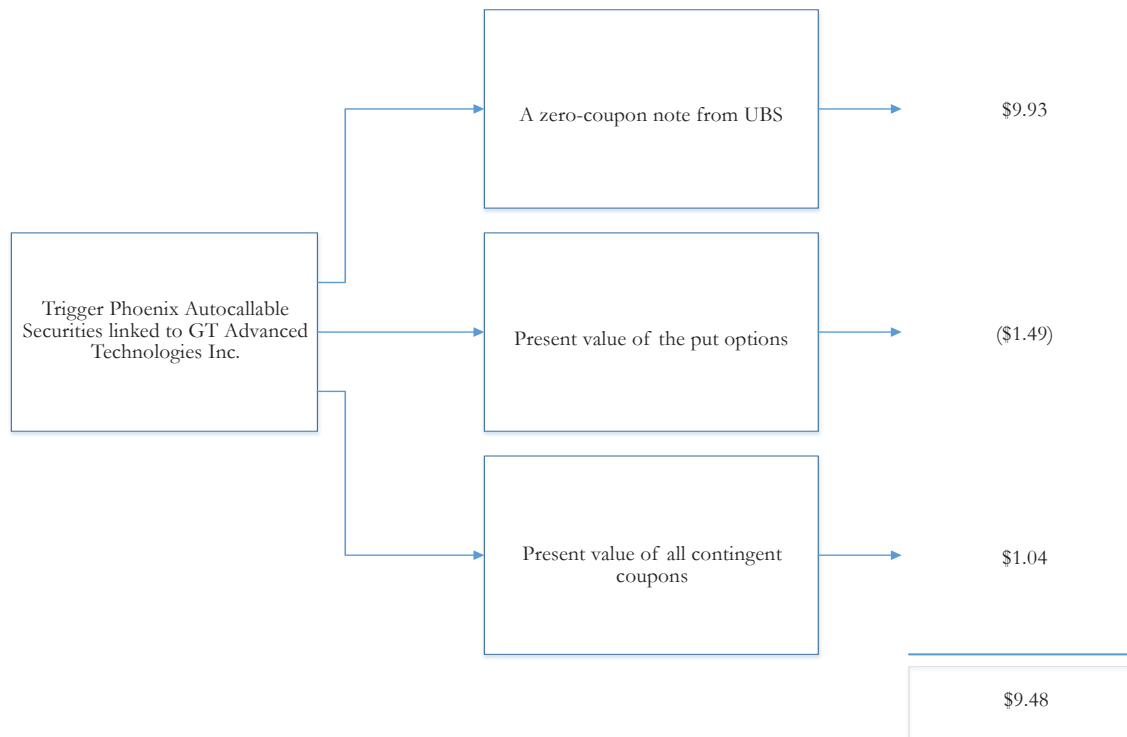 A zero-coupon note from UBS
$9.93
Trigger Phoenix Autocallable
Securities linked to GT Advanced
Technologies Inc.
Present value of the put options
($1.49)
Present value of all contingent
coupons
$1.04
$9.48